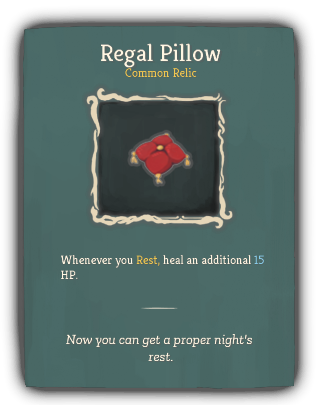 Regal Pillow
Common Relic
Whenever you Rest, heal an additional 15
HP.
Now you can get a proper night's
rest.